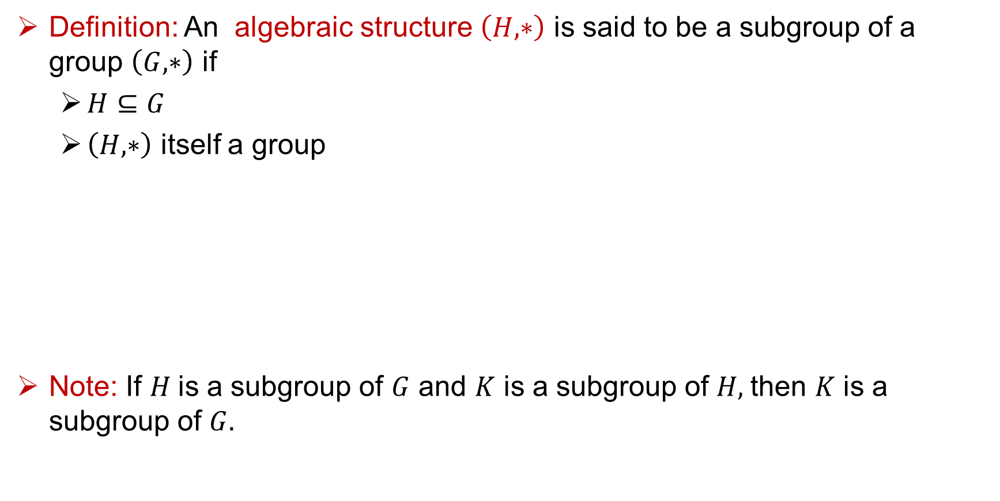 ➢ Definition: An algebraic structure (𝐻,∗) is said to be a subgroup of a
group (𝐺,∗) if
➢ 𝐻 ⊆ 𝐺
➢ (𝐻,∗) itself a group
➢ Note: If 𝐻 is a subgroup of 𝐺 and 𝐾 is a subgroup of 𝐻, then 𝐾 is a
subgroup of 𝐺.